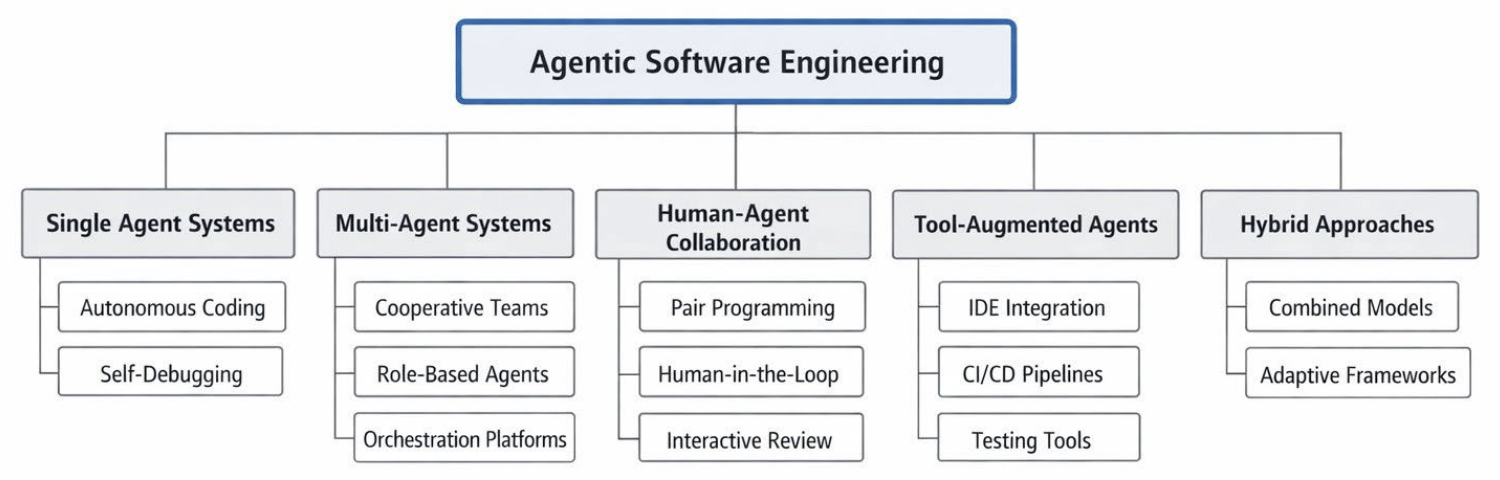 Agentic Software Engineering
Single Agent Systems
Autonomous Coding
Self-Debugging
Multi-Agent Systems
Cooperative Teams
Role-Based Agents
Orchestration Platforms
Human-Agent
Collaboration
Pair Programming
Human-in-the-Loop
Interactive Review
Tool-Augmented Agents
IDE Integration
CI/CD Pipelines
Testing Tools
Hybrid Approaches
Combined Models
Adaptive Frameworks